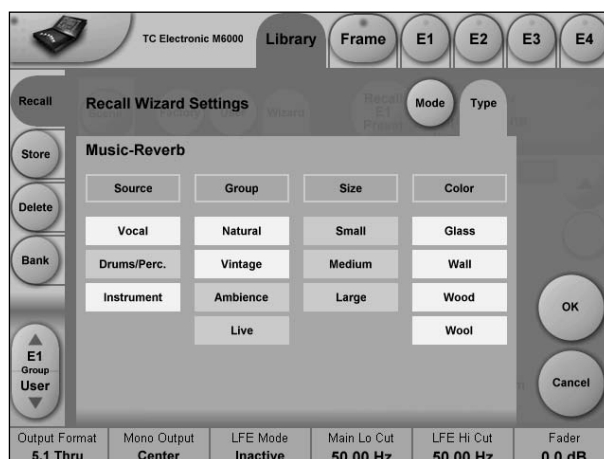 TC Electronic M6000
Library
Frame
E1
E2
E3
E4
Recall
Recall Wizard Settings
Mode
Type
Store
Delete
Bank
Music-Reverb
Source
Group
Size
Color
Vocal
Natural
Small
Glass
Drums/Perc.
Vintage
Medium
Wall
Instrument
Ambience
Large
Wood
Live
Wool
OK
Cancel
E1
Group
User
Output Format
Mono Output
LFE Mode
Main Lo Cut
LFE Hi Cut
Fader
5.1 Thru
Center
Inactive
50.00 Hz
50.00 Hz
0.0 dB